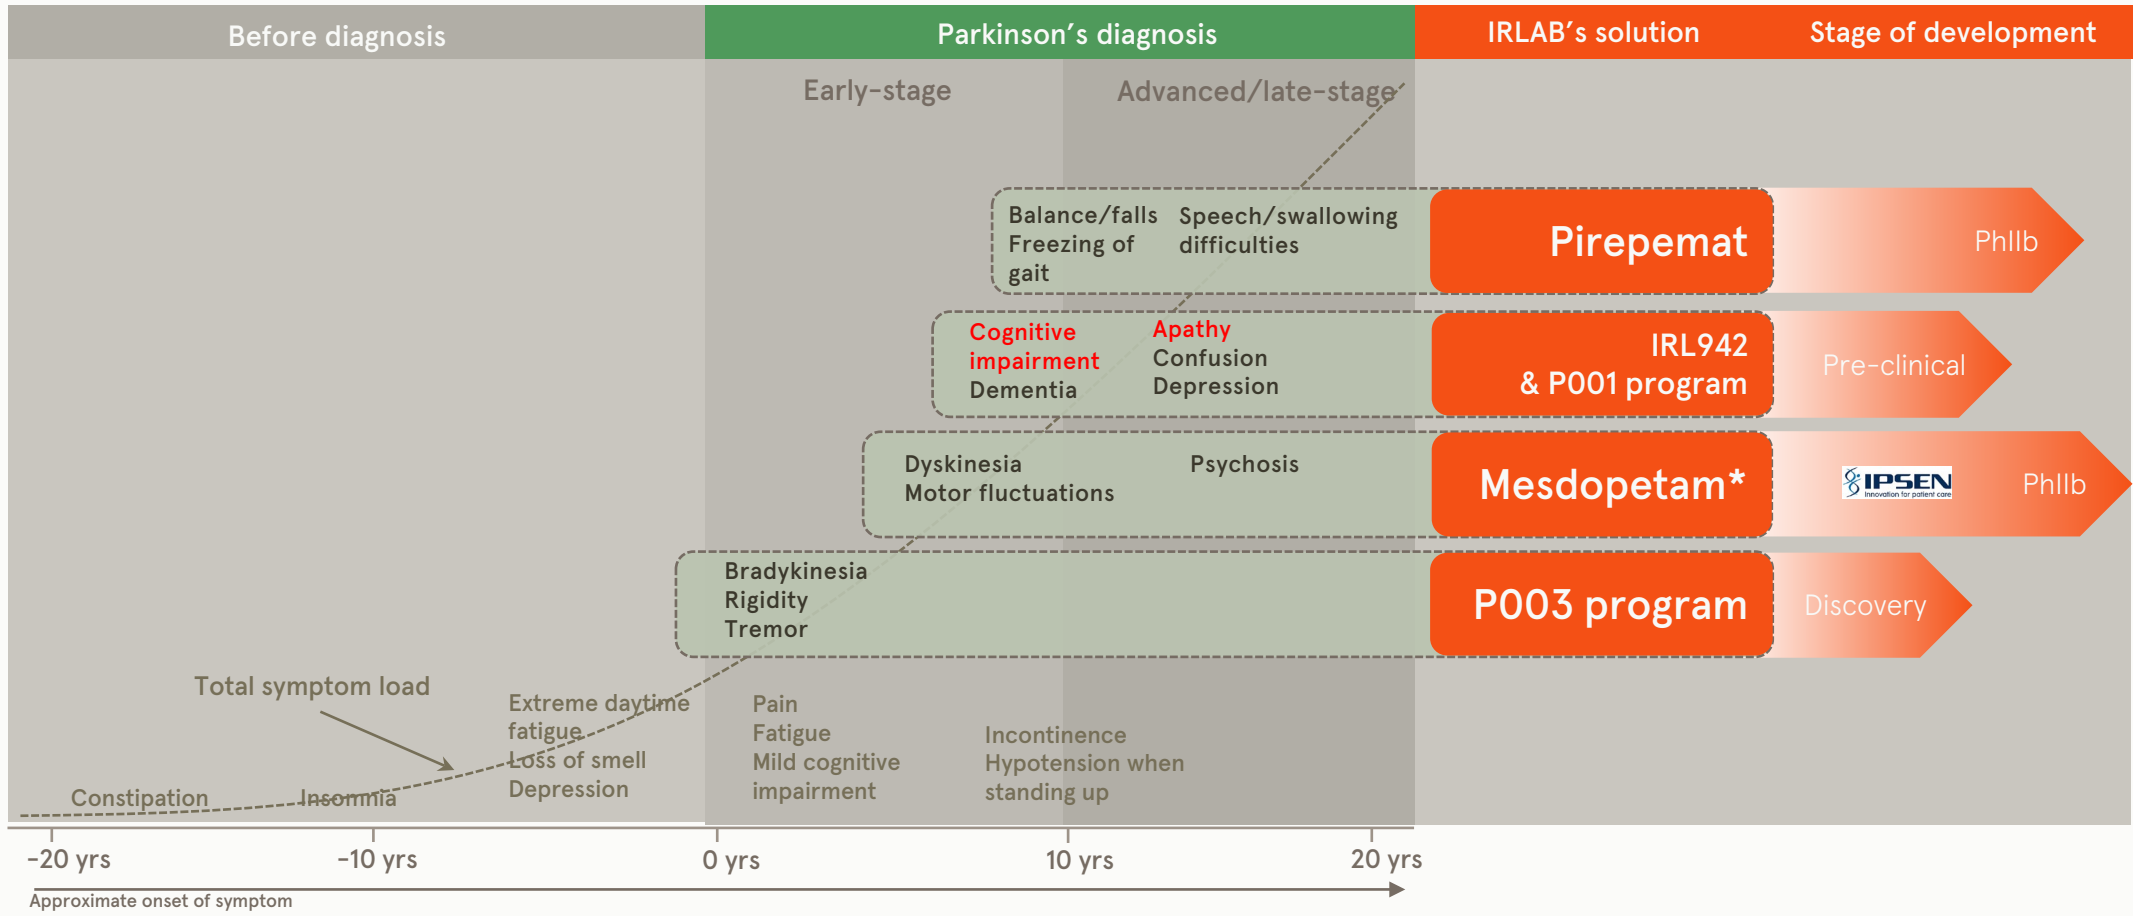 Before diagnosis
Parkinson’s diagnosis
IRLAB’s solution
Stage of development
Early-stage
Advanced/late-stage
Balance/falls
Freezing of
gait
Speech/swallowing
difficulties
Pirepemat
PhIIb
Cognitive
impairment
Dementia
Apathy
Confusion
Depression
IRL942
& P001 program
Pre-clinical
Dyskinesia
Motor fluctuations
Psychosis
Mesdopetam*
IPSEN
Innovation for patient care
PhIIb
Bradykinesia
Rigidity
Tremor
P003 program
Discovery
Total symptom load
Constipation
Insomnia
Extreme daytime
fatigue
Loss of smell
Depression
Pain
Fatigue
Mild cognitive
impairment
Incontinence
Hypotension when
standing up
-20 yrs
-10 yrs
0 yrs
10 yrs
20 yrs
Approximate onset of symptom